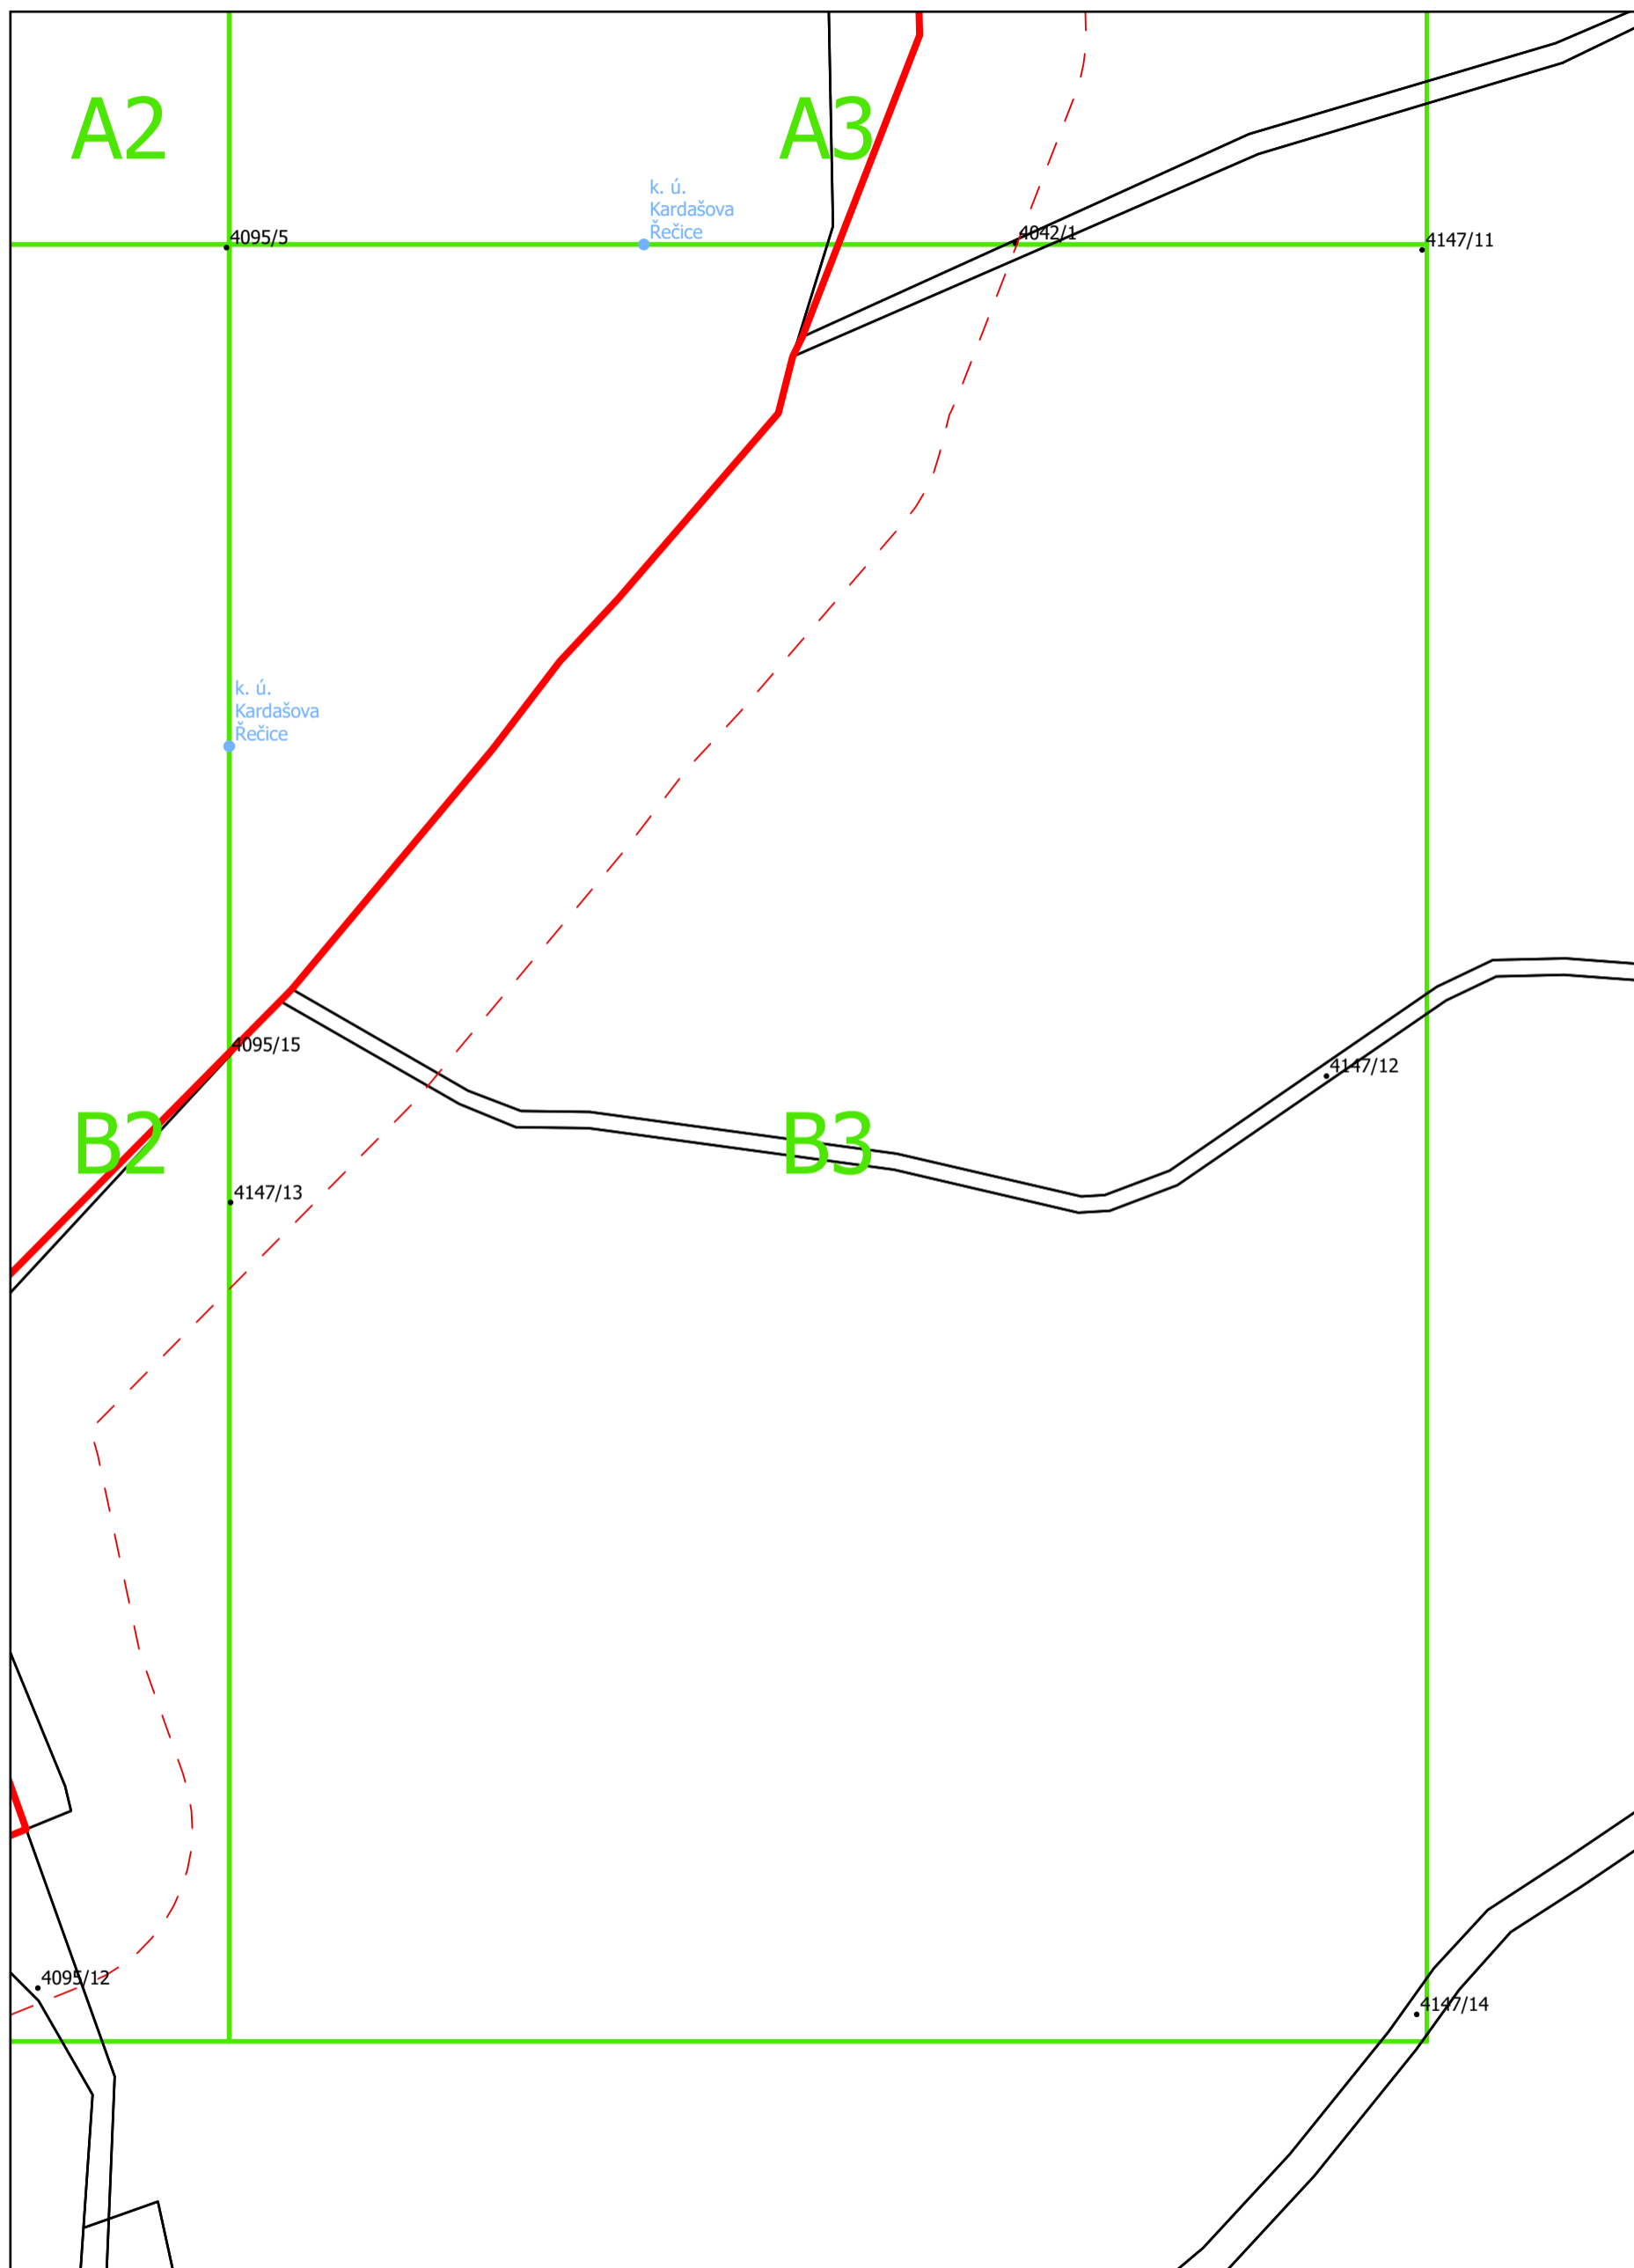 A2
A3
k. ú.
Kardašova
Řečice
4095/5
4042/1
4147/11
k. ú.
Kardašova
Řečice
4095/15
4147/12
B2
B3
4147/13
4095/12
4147/14